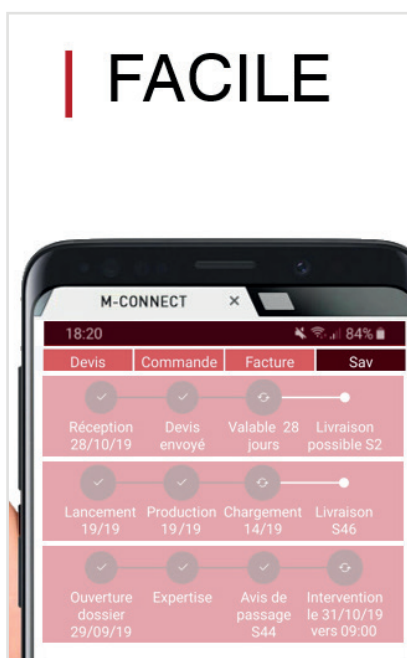 FACILE
M-CONNECT ×
18:20 84%
Devis Commande Facture Sav
Réception Devis Valable 28 Livraison
28/10/19 envoyé jours possible S2
Lancement Production Chargement Livraison
19/19 19/19 14/19 S46
Ouverture Expertise Avis de Intervention
dossier passage le 31/10/19
29/09/19 S44 vers 09:00